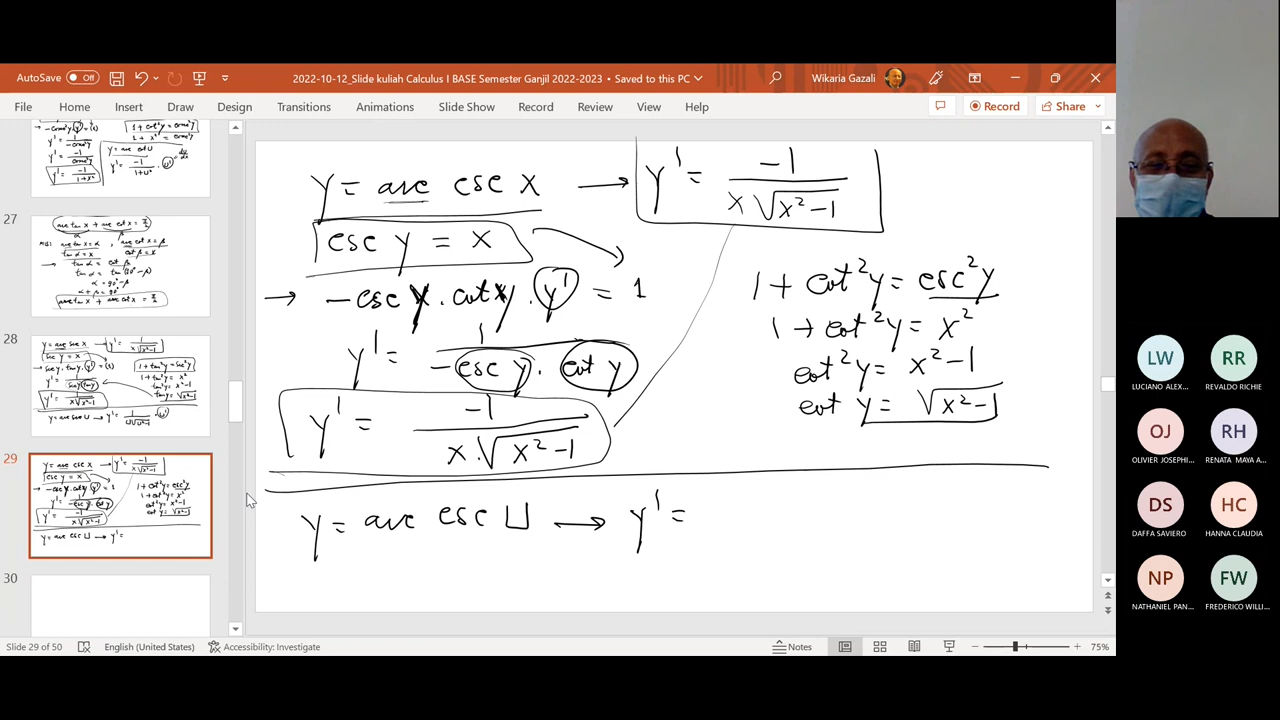 AutoSave Off
2022-10-12_Slide kuliah Calculus I BASE Semester Ganjil 2022-2023 • Saved to this PC
Wikaria Gazali
File Home Insert Draw Design Transitions Animations Slide Show Record Review View Help
Record Share
27
28
29
30
y = arc csc x → y' = -1 / x√(x²-1)
csc y = x
→ -csc y . cot y . y' = 1
y' = 1 / -csc y . cot y
y' = -1 / x.√(x²-1)
1 + cot²y = csc²y
1 + cot²y = x²
cot²y = x²-1
cot y = √(x²-1)
y = arc csc U → y' =
LW
LUCIANO ALEX...
RR
REVALDO RICHIE
OJ
OLIVIER JOSEPHI...
RH
RENATA MAYA A...
DS
DAFFA SAVIERO
HC
HANNA CLAUDIA
NP
NATHANIEL PAN...
FW
FREDERICO WILLI...
Slide 29 of 50
English (United States)
Accessibility: Investigate
Notes
75%